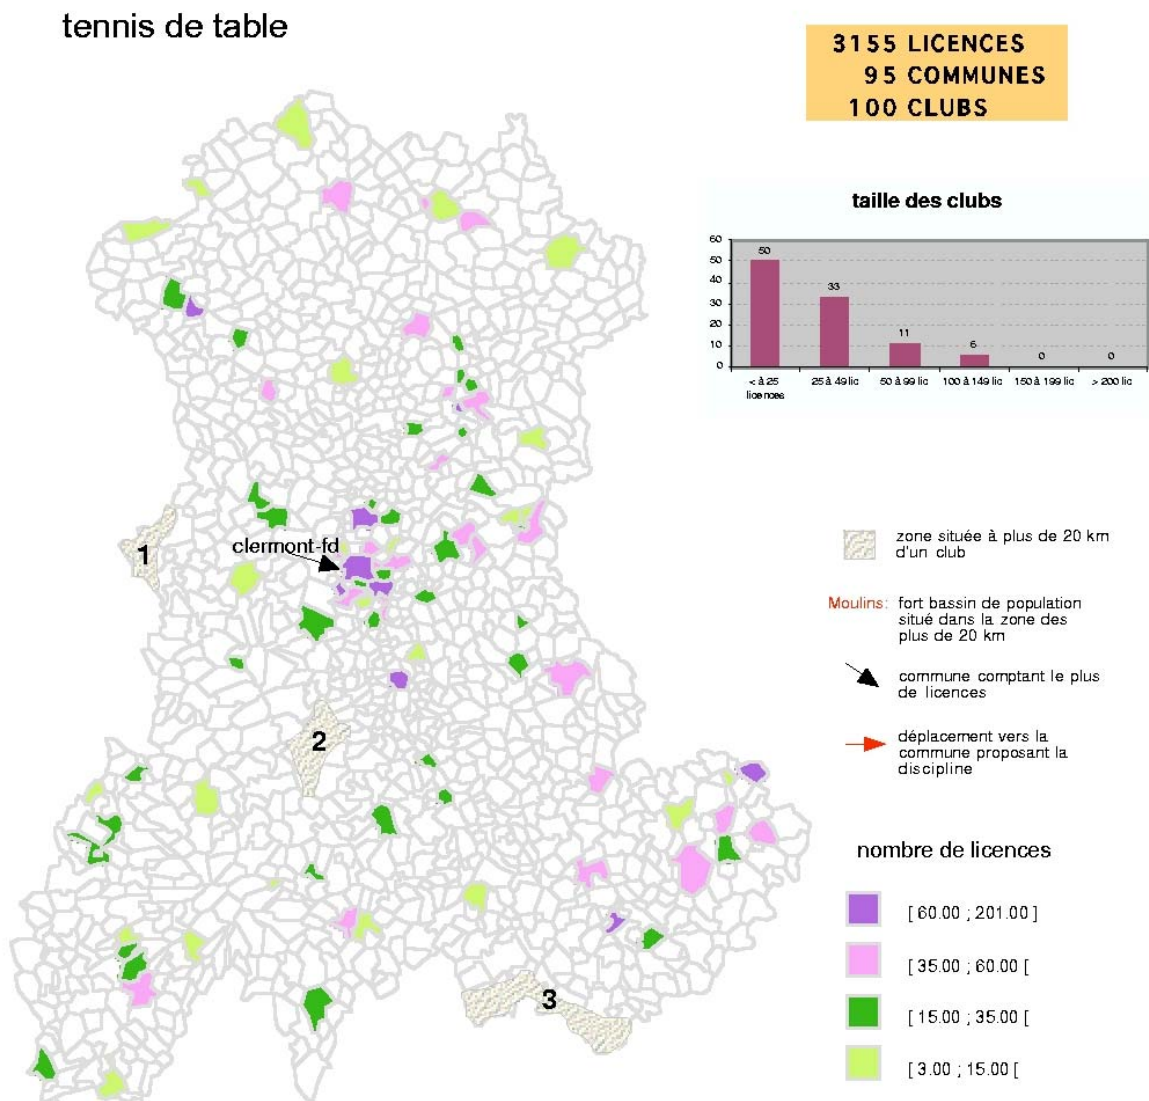 tennis de table
3155 LICENCES
95 COMMUNES
100 CLUBS
taille des clubs
60
50
40
30
20
10
0
50
33
11
6
0
0
< à 25 licences
25 à 49 lic
50 à 99 lic
100 à 149 lic
150 à 199 lic
> 200 lic
1
clermont-fd
2
3
zone située à plus de 20 km
d'un club
Moulins: fort bassin de population
situé dans la zone des
plus de 20 km
commune comptant le plus
de licences
déplacement vers la
commune proposant la
discipline
nombre de licences
[ 60.00 ; 201.00 ]
[ 35.00 ; 60.00 [
[ 15.00 ; 35.00 [
[ 3.00 ; 15.00 [